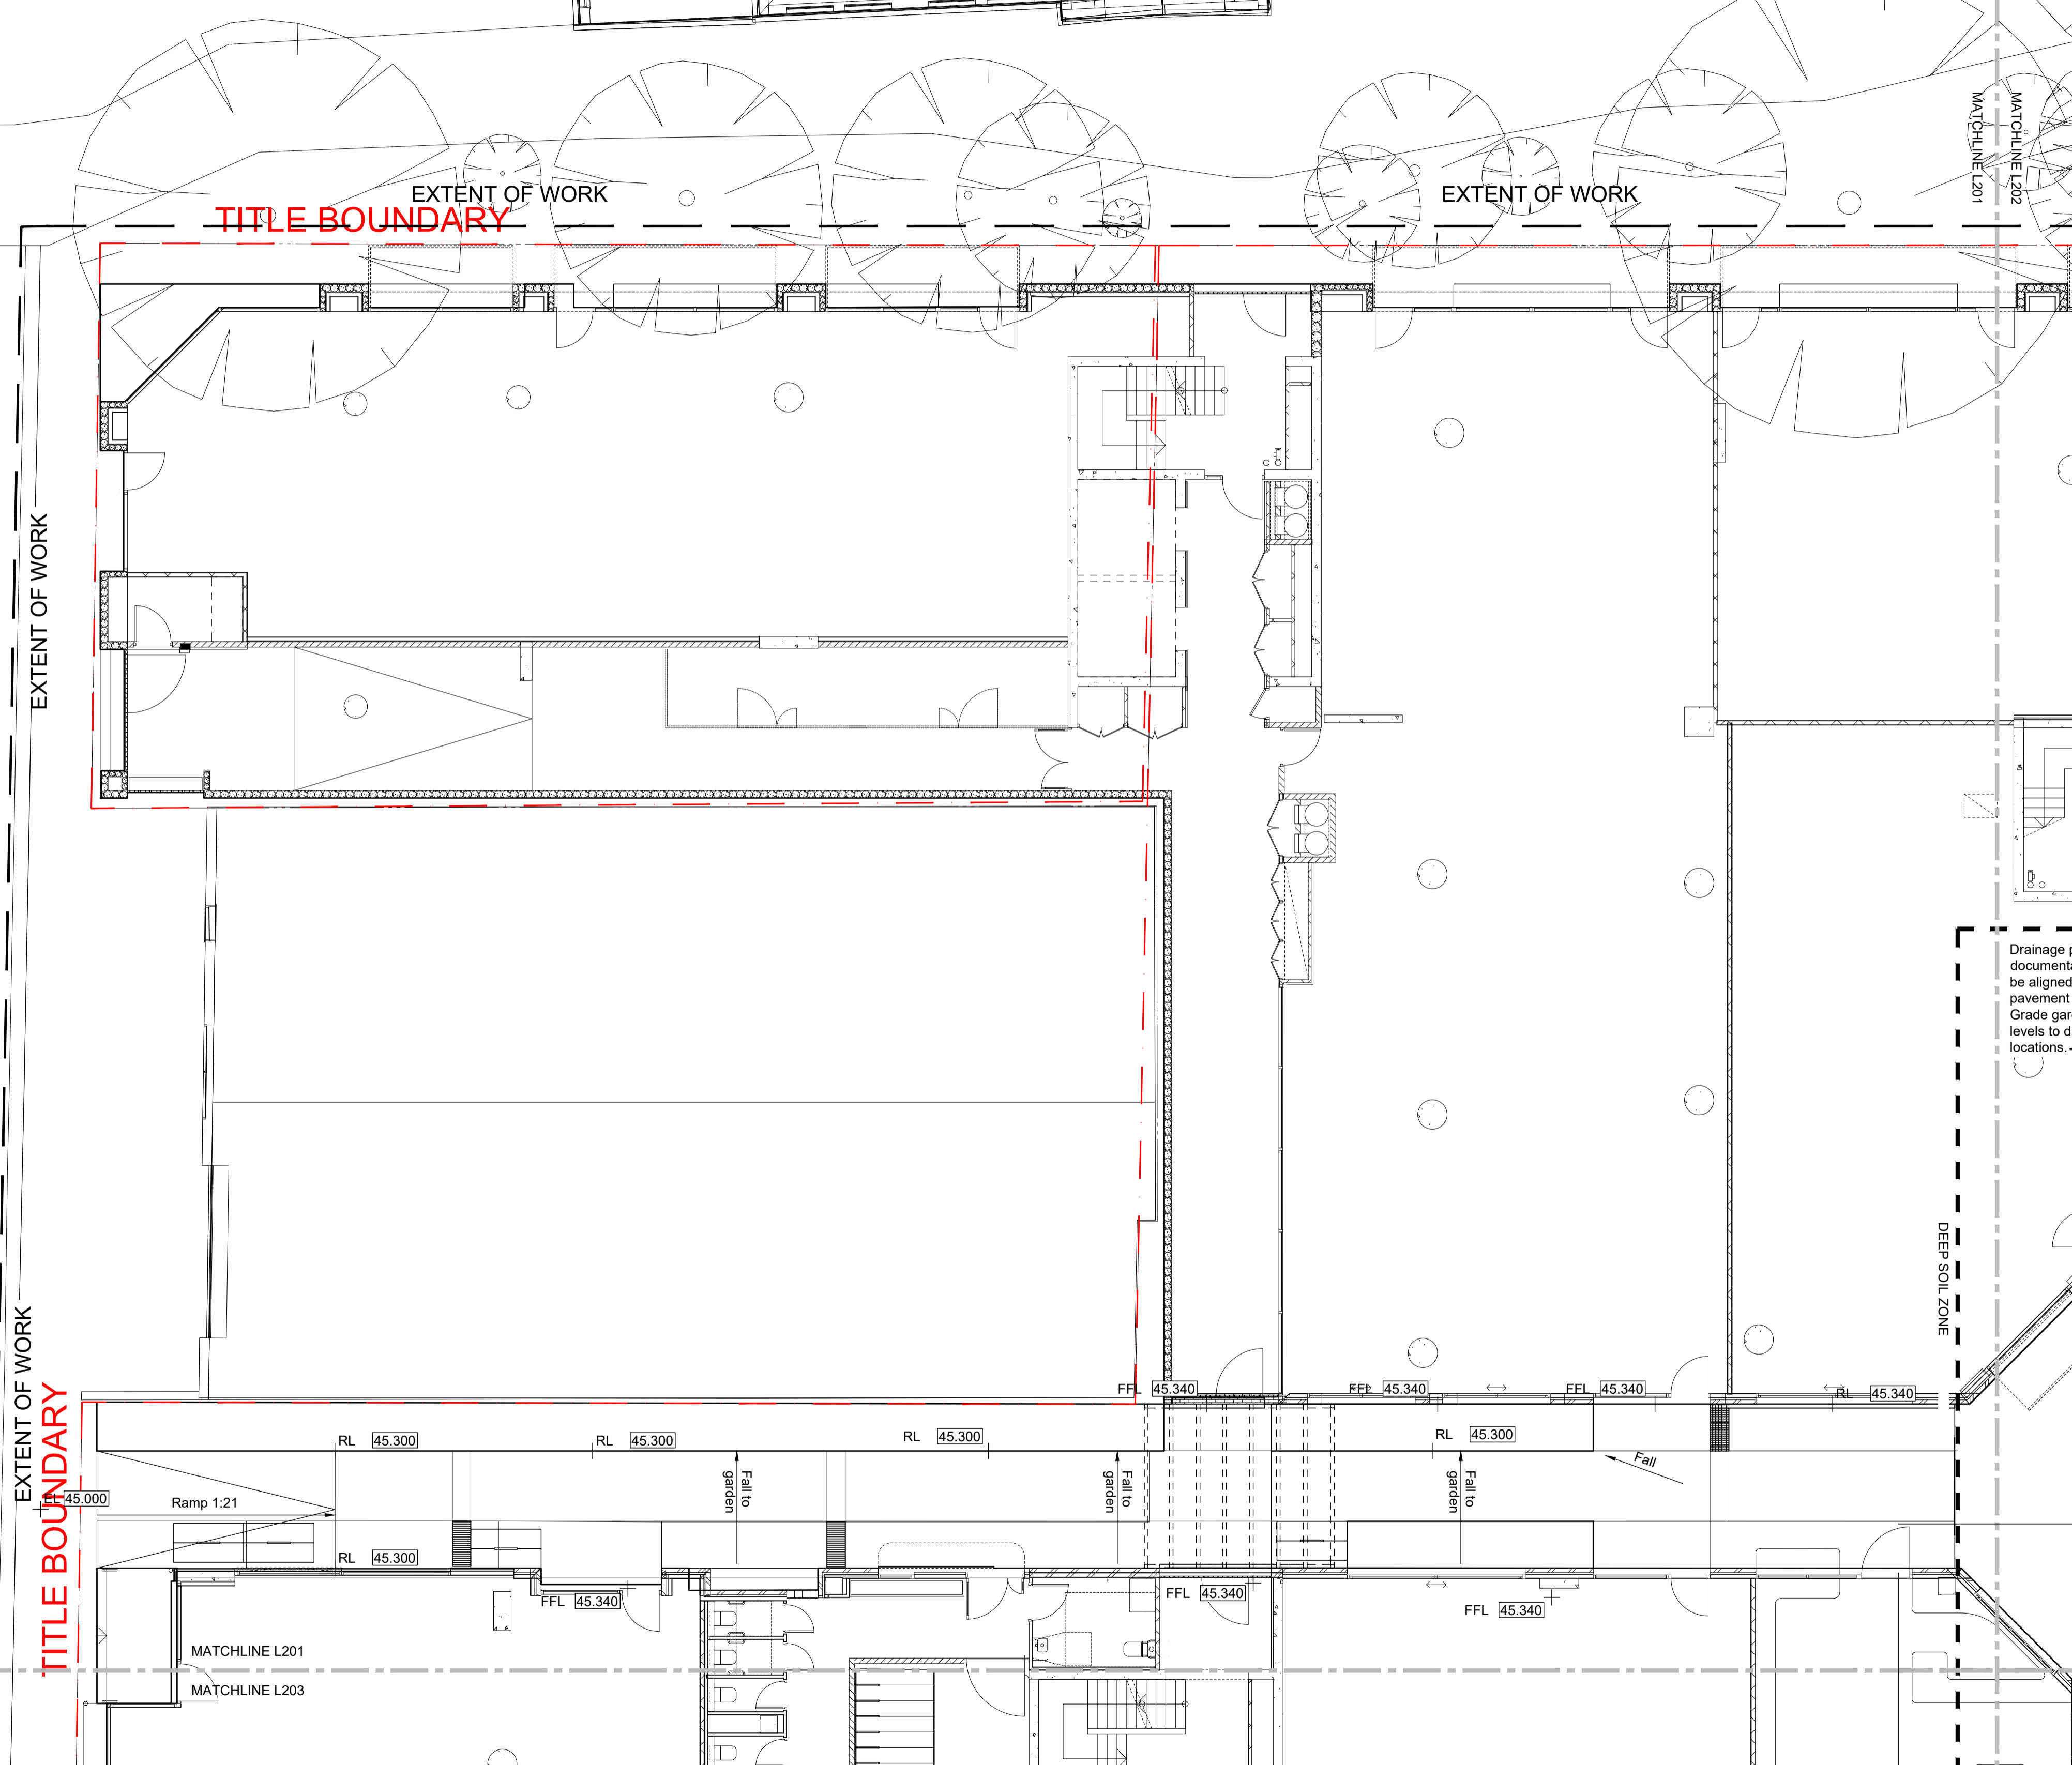 EXTENT OF WORK
EXTENT OF WORK
TITLE BOUNDARY
MATCHLINE L201
MATCHLINE L202
EXTENT OF WORK
Drainage
documenta
be aligned
pavement
Grade gar
levels to d
locations.
DEEP SOIL ZONE
EXTENT OF WORK
TITLE BOUNDARY
FFL 45.340
FFL 45.340
FFL 45.340
RL 45.340
RL 45.300
RL 45.300
RL 45.300
RL 45.300
Fall
Fall to
garden
Fall to
garden
Fall to
garden
EL 45.000
Ramp 1:21
RL 45.300
FFL 45.340
FFL 45.340
FFL 45.340
MATCHLINE L201
MATCHLINE L203